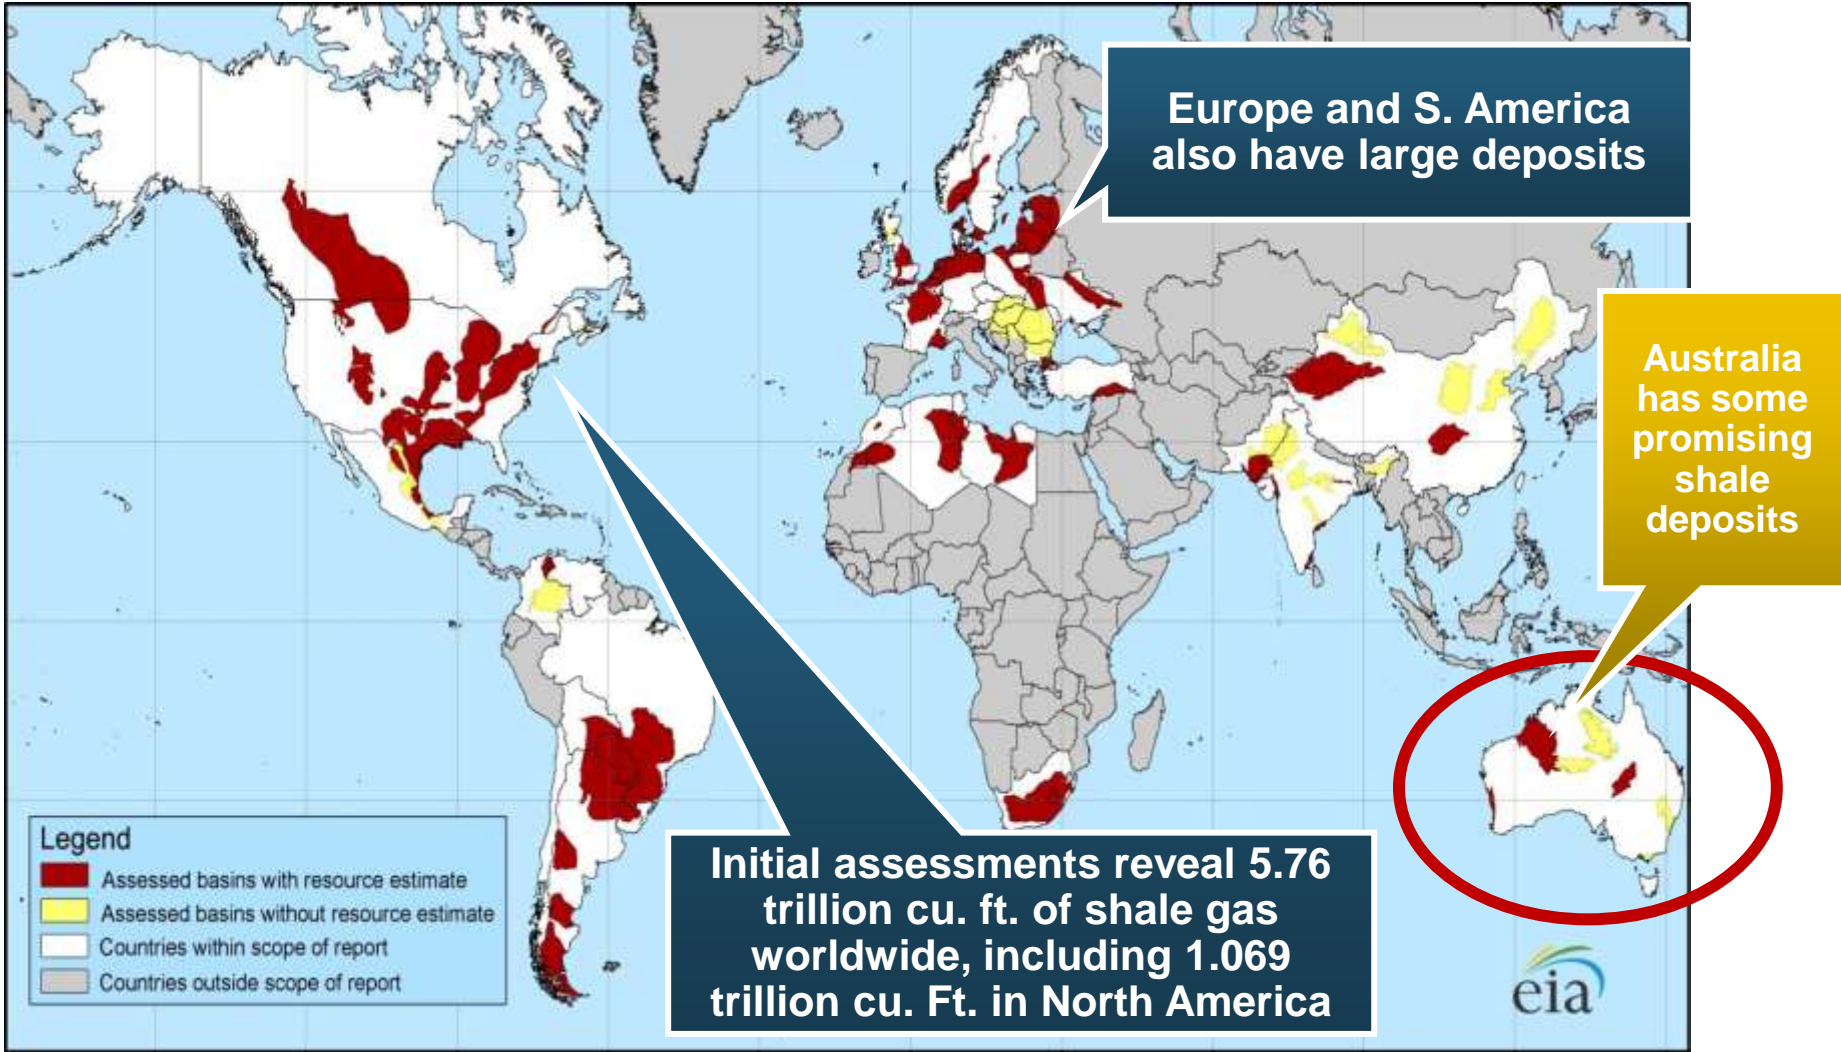 Europe and S. America
also have large deposits
Australia
has some
promising
shale
deposits
Legend
Assessed basins with resource estimate
Assessed basins without resource estimate
Countries within scope of report
Countries outside scope of report
Initial assessments reveal 5.76
trillion cu. ft. of shale gas
worldwide, including 1.069
trillion cu. Ft. in North America
eia